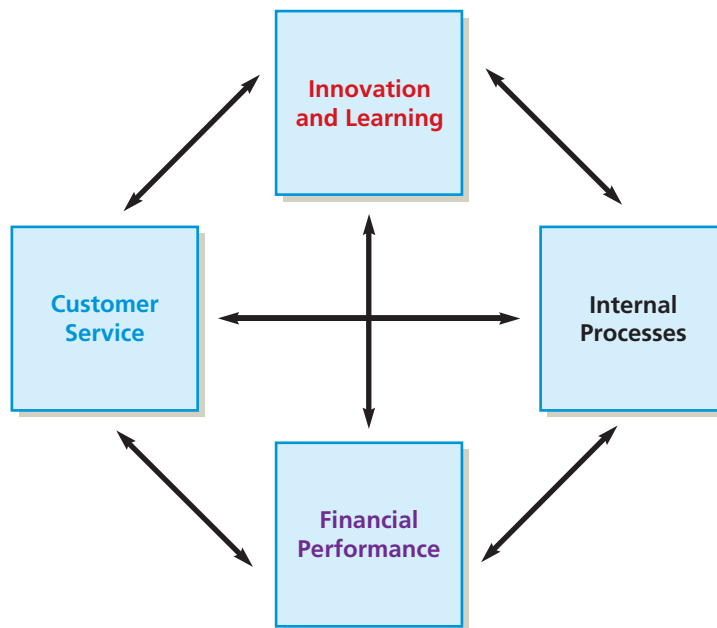 Innovation
and Learning
Customer
Service
Internal
Processes
Financial
Performance